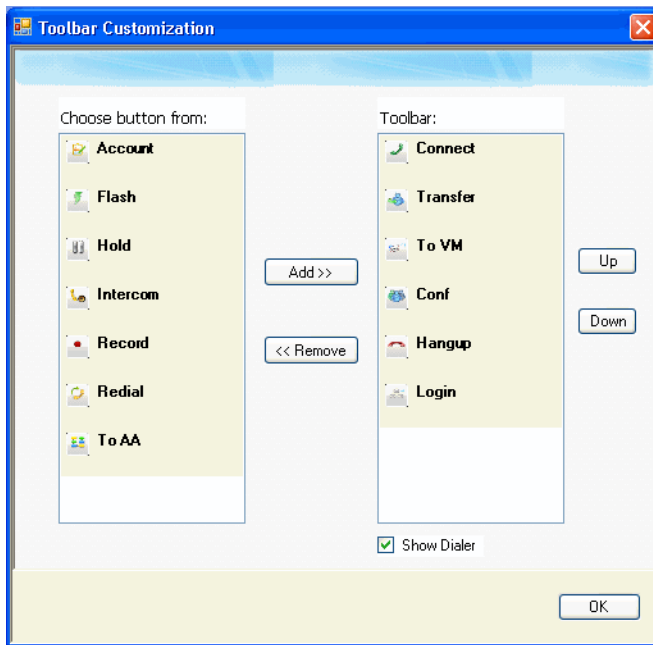 Toolbar Customization
Choose button from:
Account
Flash
Hold
Intercom
Record
Redial
To AA
Add >>
<< Remove
Toolbar:
Connect
Transfer
To VM
Conf
Hangup
Login
Up
Down
Show Dialer
OK